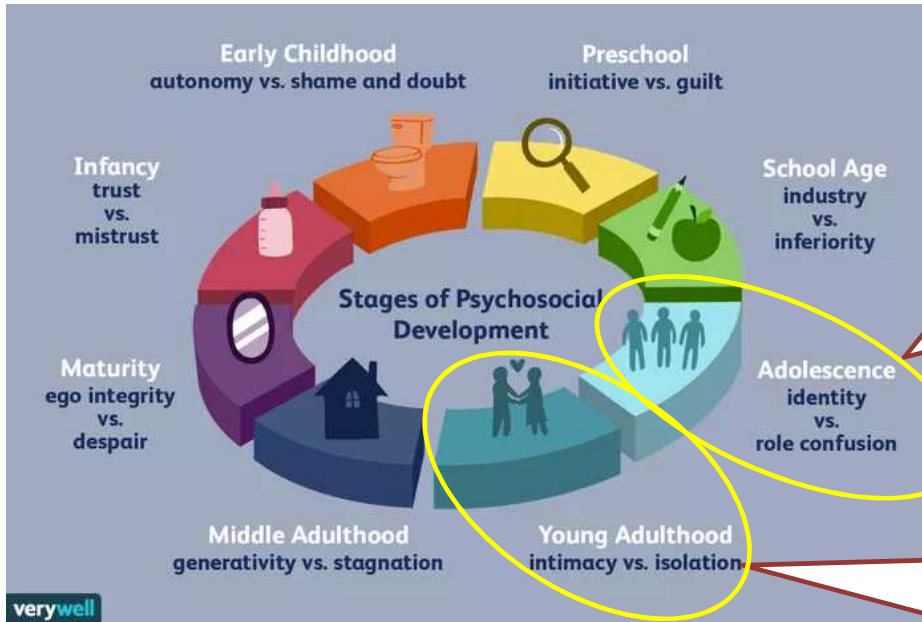 Early Childhood
autonomy vs. shame and doubt
Preschool
initiative vs. guilt
Infancy
trust
vs.
mistrust
School Age
industry
vs.
inferiority
Stages of Psychosocial
Development
Maturity
ego integrity
vs.
despair
Adolescence
identity
vs.
role confusion
Middle Adulthood
generativity vs. stagnation
Young Adulthood
intimacy vs. isolation
verywell